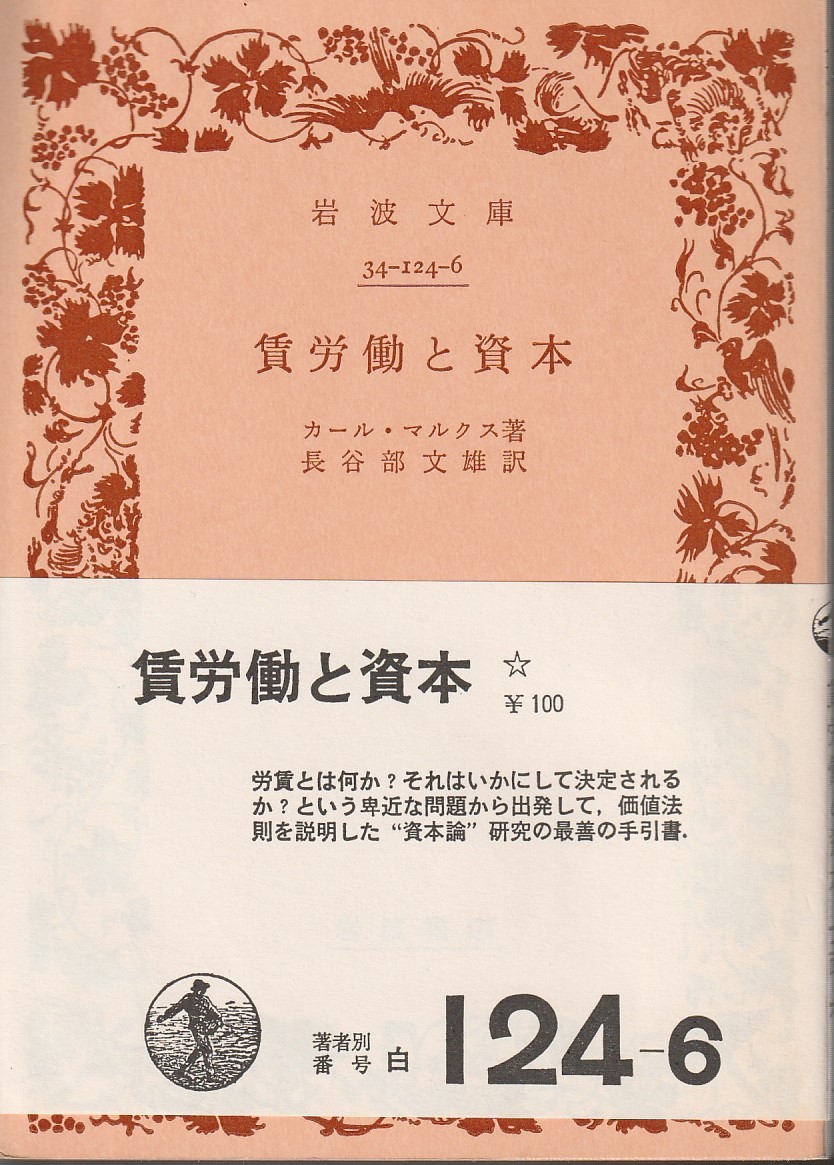 岩波文庫
34-124-6
賃労働と資本
カール・マルクス著
長谷部文雄訳
賃労働と資本 ☆
¥100
労賃とは何か？それはいかにして決定される
か？という卑近な問題から出発して，価値法
則を説明した“資本論”研究の最善の手引書．
著者別
番号 白 124-6